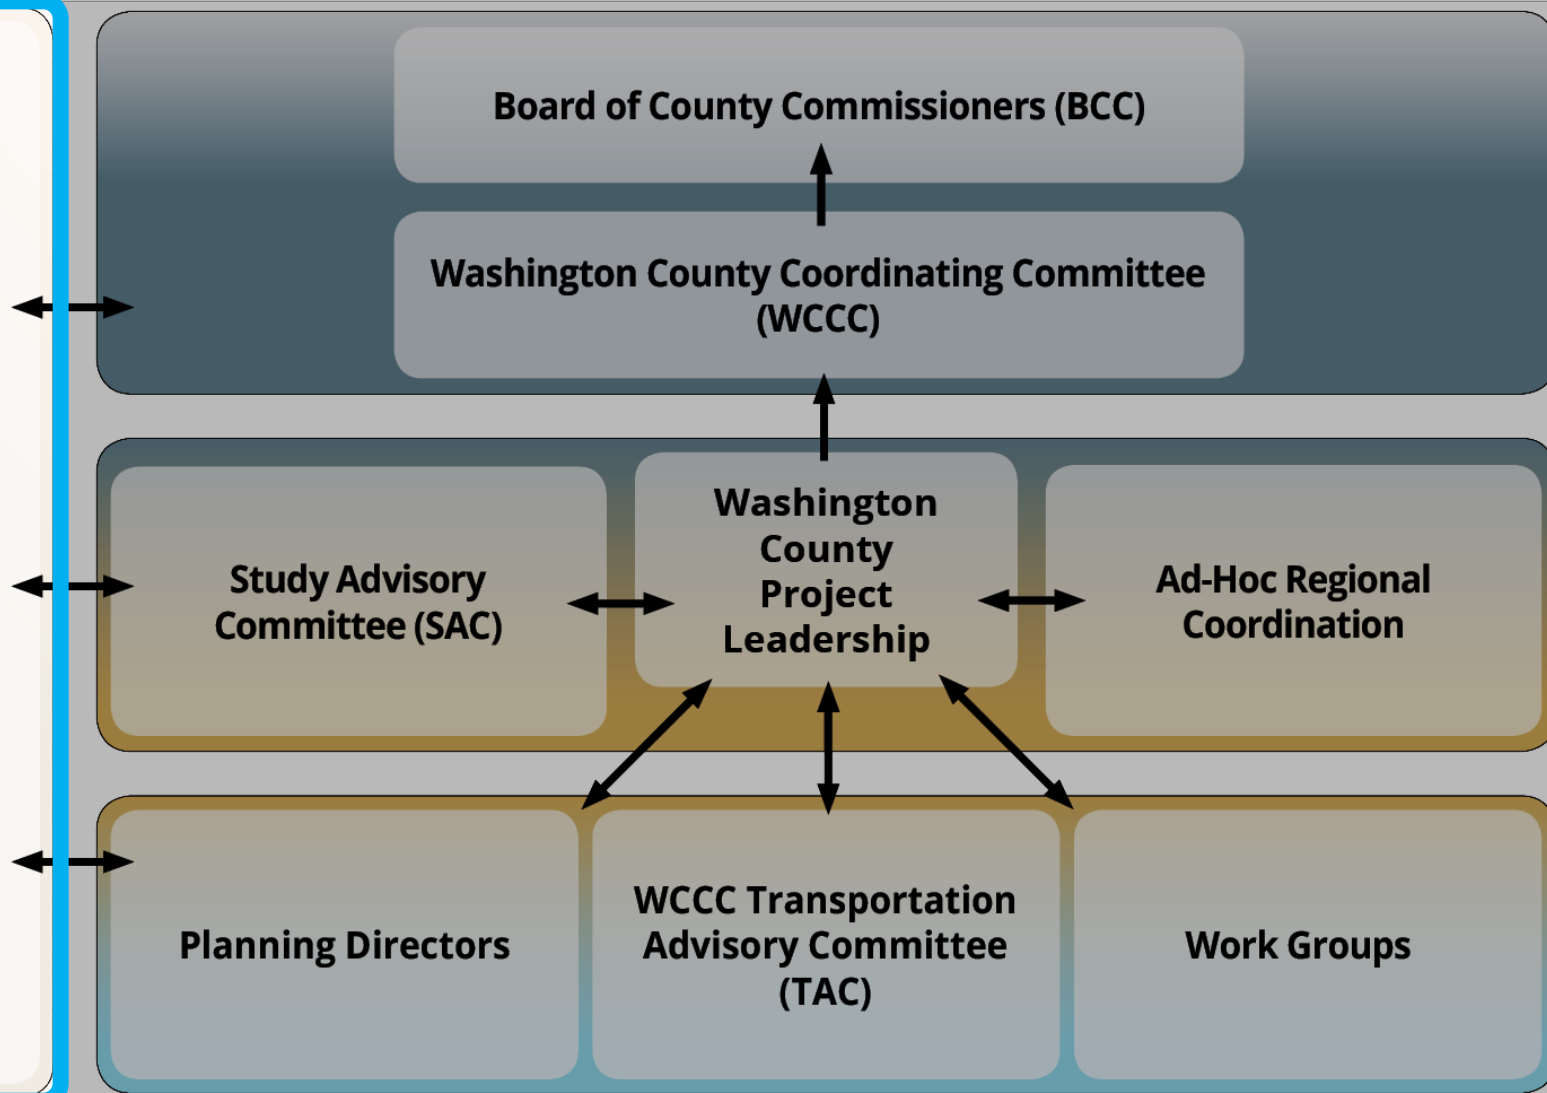 Board of County Commissioners (BCC)
Washington County Coordinating Committee
(WCCC)
Study Advisory
Committee (SAC)
Washington
County
Project
Leadership
Ad-Hoc Regional
Coordination
Planning Directors
WCCC Transportation
Advisory Committee
(TAC)
Work Groups